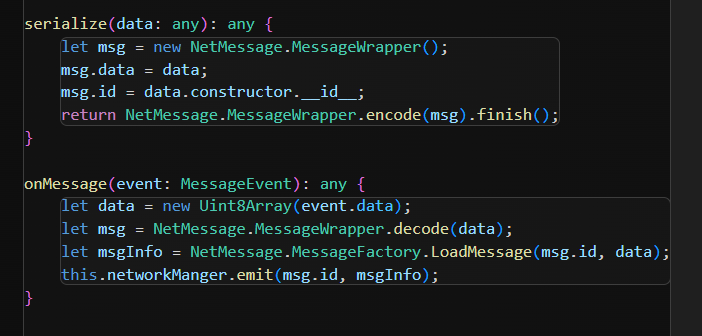 serialize(data: any): any {
let msg = new NetMessage.MessageWrapper();
msg.data = data;
msg.id = data.constructor.__id__;
return NetMessage.MessageWrapper.encode(msg).finish();
}
onMessage(event: MessageEvent): any {
let data = new Uint8Array(event.data);
let msg = NetMessage.MessageWrapper.decode(data);
let msgInfo = NetMessage.MessageFactory.LoadMessage(msg.id, data);
this.networkManger.emit(msg.id, msgInfo);
}